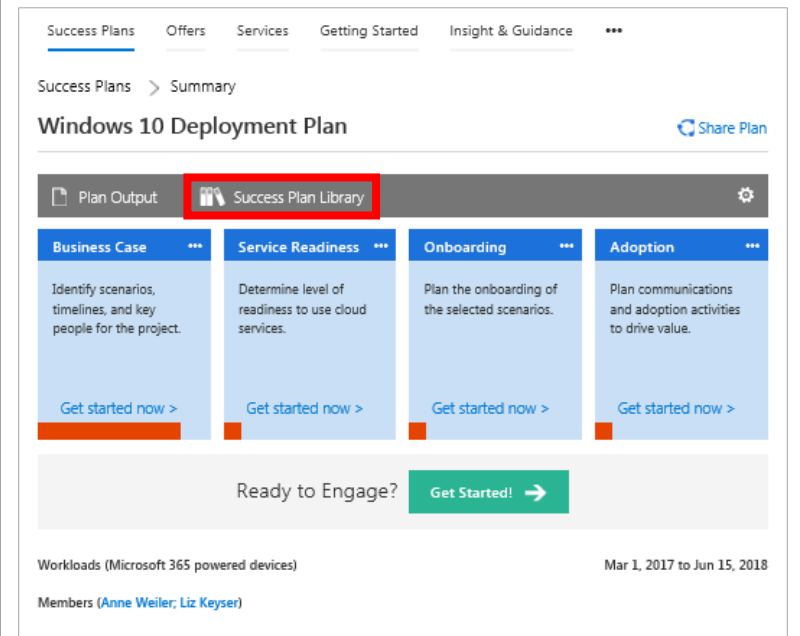 Success Plans Offers Services Getting Started Insight & Guidance •••
Success Plans > Summary
Windows 10 Deployment Plan
Share Plan
Plan Output
Success Plan Library
Business Case •••
Identify scenarios,
timelines, and key
people for the project.
Get started now >
Service Readiness •••
Determine level of
readiness to use cloud
services.
Get started now >
Onboarding •••
Plan the onboarding of
the selected scenarios.
Get started now >
Adoption •••
Plan communications
and adoption activities
to drive value.
Get started now >
Ready to Engage?
Get Started!
Workloads (Microsoft 365 powered devices)
Mar 1, 2017 to Jun 15, 2018
Members (Anne Weiler; Liz Keyser)